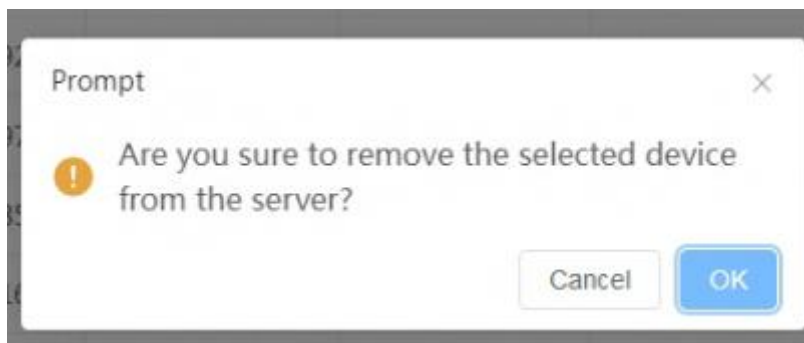 Prompt
Are you sure to remove the selected device
from the server?
Cancel OK